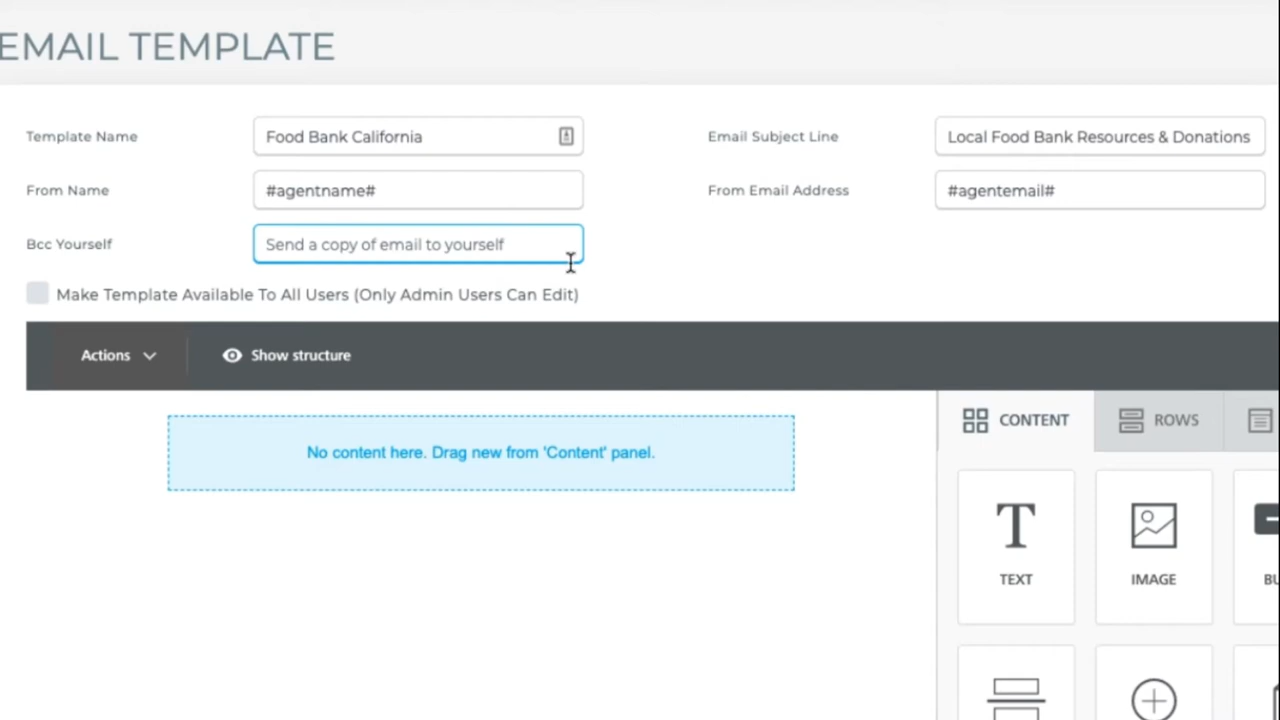 EMAIL TEMPLATE
Template Name
Food Bank California
Email Subject Line
Local Food Bank Resources & Donations
From Name
#agentname#
From Email Address
#agentemail#
Bcc Yourself
Send a copy of email to yourself
Make Template Available To All Users (Only Admin Users Can Edit)
Actions
Show structure
No content here. Drag new from 'Content' panel.
CONTENT
ROWS
TEXT
IMAGE